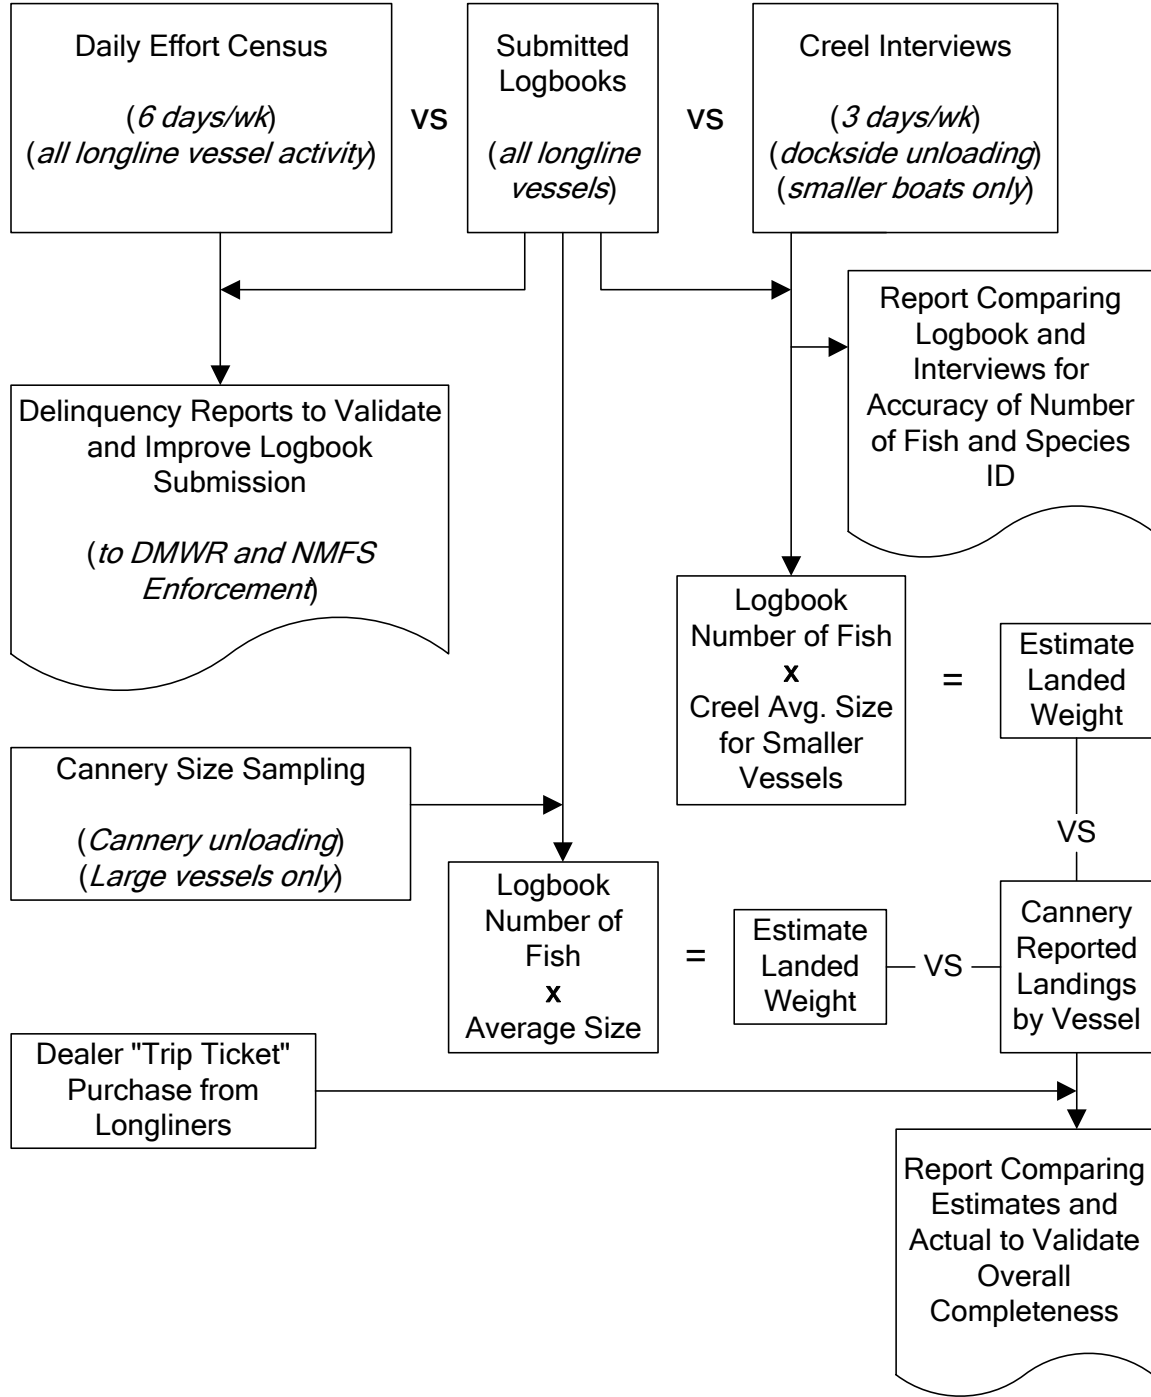 Daily Effort Census
(6 days/wk)
(all longline vessel activity)
vs
Submitted
Logbooks
(all longline
vessels)
vs
Creel Interviews
(3 days/wk)
(dockside unloading)
(smaller boats only)
Report Comparing
Logbook and
Interviews for
Accuracy of Number
of Fish and Species
ID
Delinquency Reports to Validate
and Improve Logbook
Submission
(to DMWR and NMFS
Enforcement)
Logbook
Number of Fish
x
Creel Avg. Size
for Smaller
Vessels
=
Estimate
Landed
Weight
VS
Cannery Size Sampling
(Cannery unloading)
(Large vessels only)
Logbook
Number of
Fish
x
Average Size
=
Estimate
Landed
Weight
VS
Cannery
Reported
Landings
by Vessel
Dealer "Trip Ticket"
Purchase from
Longliners
Report Comparing
Estimates and
Actual to Validate
Overall
Completeness